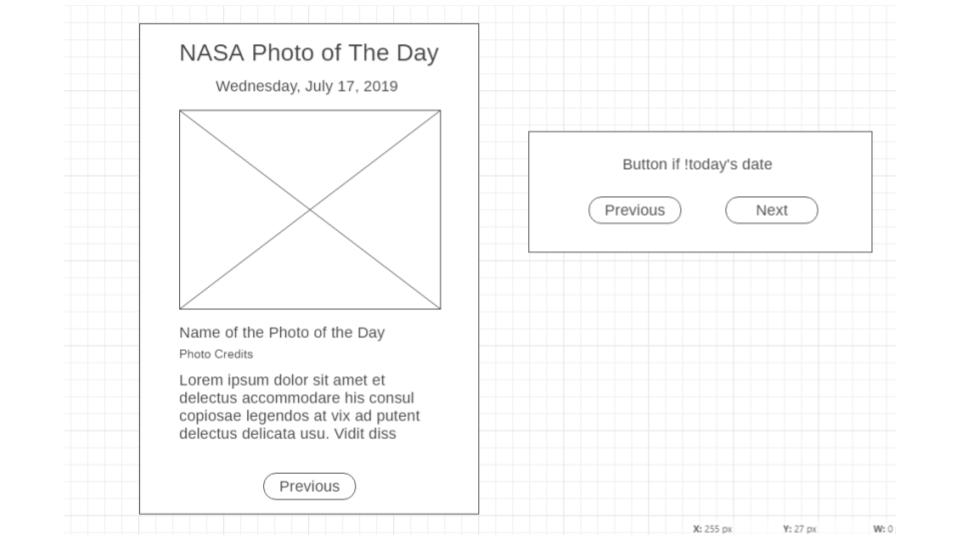 NASA Photo of The Day
Wednesday, July 17, 2019
Name of the Photo of the Day
Photo Credits
Lorem ipsum dolor sit amet et
delectus accommodare his consul
copiosae legendos at vix ad putent
delectus delicata usu. Vidit diss
Previous
Button if !today's date
Previous Next
X: 255 px Y: 27 px W: 0